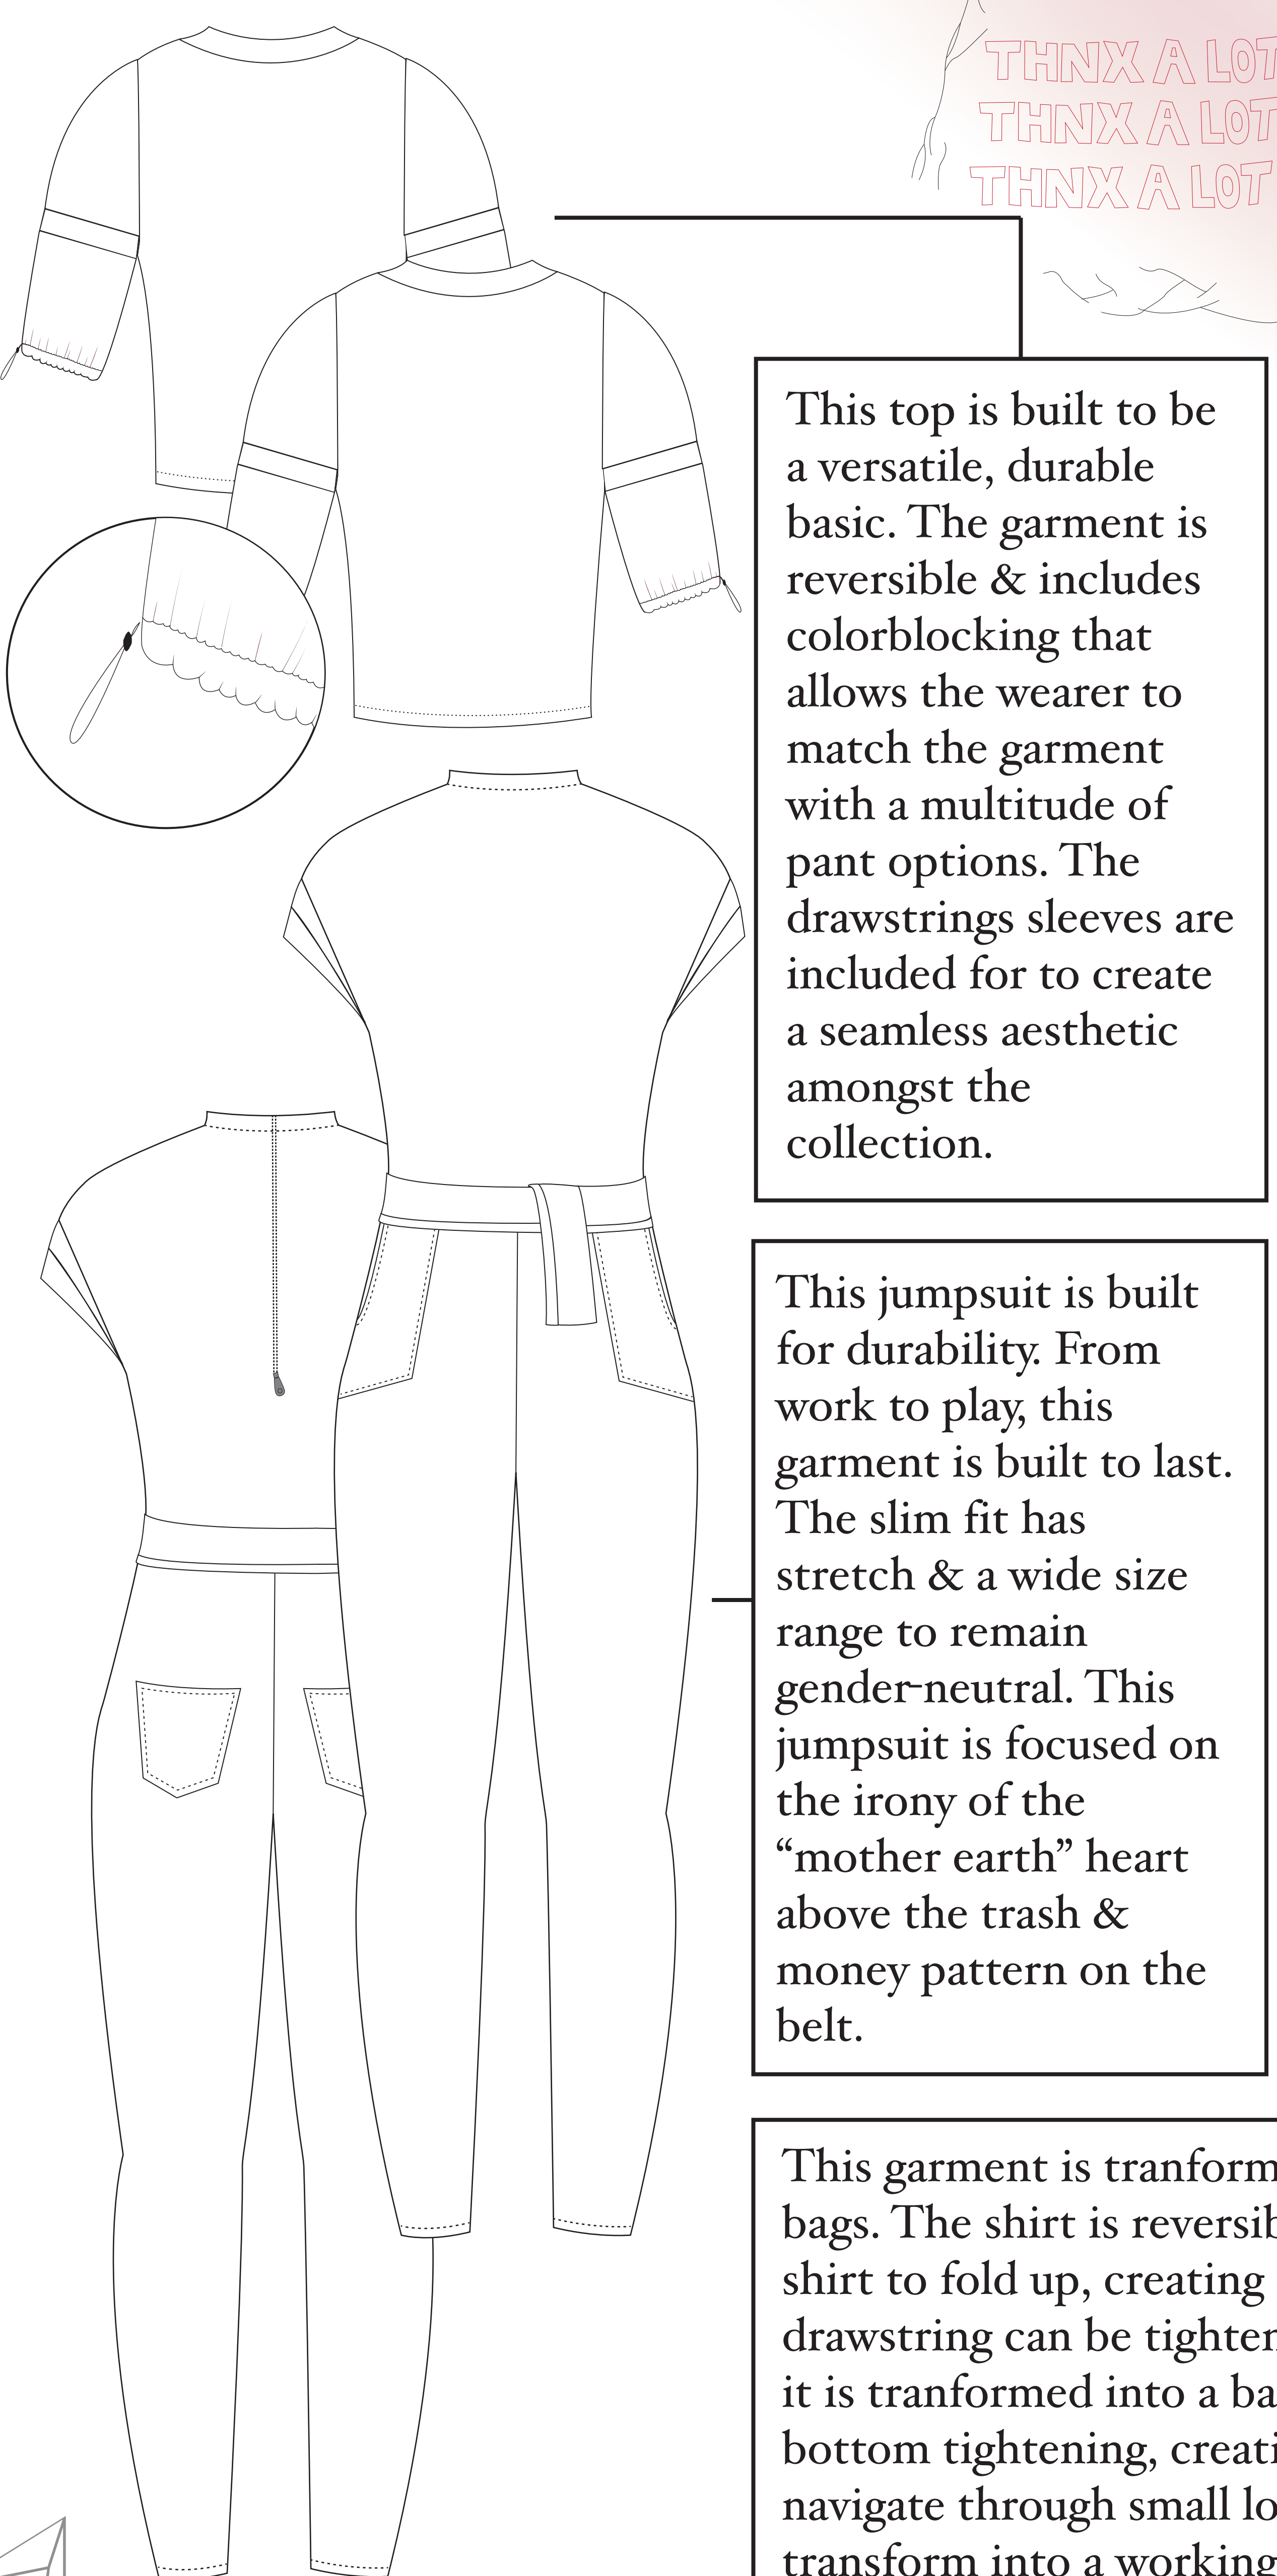 THNX A LOT
THNX A LOT
THNX A LOT
This top is built to be
a versatile, durable
basic. The garment is
reversible & includes
colorblocking that
allows the wearer to
match the garment
with a multitude of
pant options. The
drawstrings sleeves are
included for to create
a seamless aesthetic
amongst the
collection.
This jumpsuit is built
for durability. From
work to play, this
garment is built to last.
The slim fit has
stretch & a wide size
range to remain
gender-neutral. This
jumpsuit is focused on
the irony of the
“mother earth” heart
above the trash &
money pattern on the
belt.
This garment is tranform
bags. The shirt is reversib
shirt to fold up, creating
drawstring can be tighten
it is tranformed into a ba
bottom tightening, creati
navigate through small lo
transform into a working